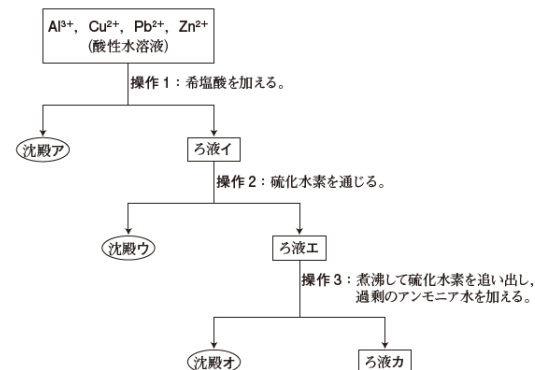 Al³⁺, Cu²⁺, Pb²⁺, Zn²⁺
(酸性水溶液)
操作1：希塩酸を加える。
沈殿ア
ろ液イ
操作2：硫化水素を通じる。
沈殿ウ
ろ液エ
操作3：煮沸して硫化水素を追い出し,
過剰のアンモニア水を加える。
沈殿オ
ろ液カ